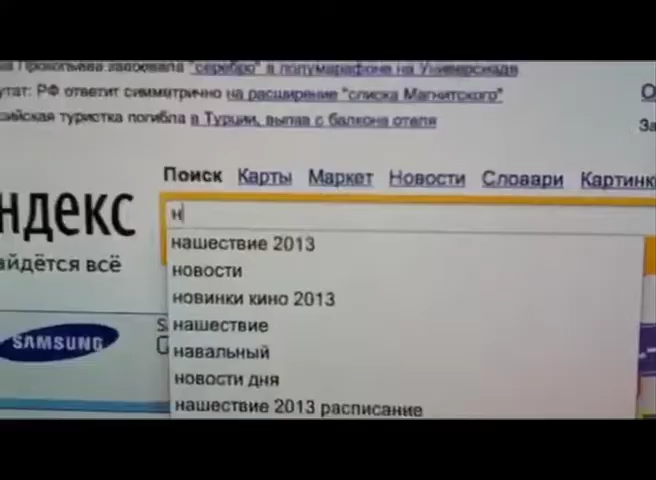 Прокопьева завоевала "серебро" в полумарафоне на Универсиаде
утат: РФ ответит симметрично на расширение "списка Магнитского"
сийская туристка погибла в Турции, выпав с балкона отеля
За
Поиск Карты Маркет Новости Словари Картинк
ндекс
н
айдётся всё
нашествие 2013
новости
новинки кино 2013
нашествие
SAMSUNG
навальный
новости дня
нашествие 2013 расписание